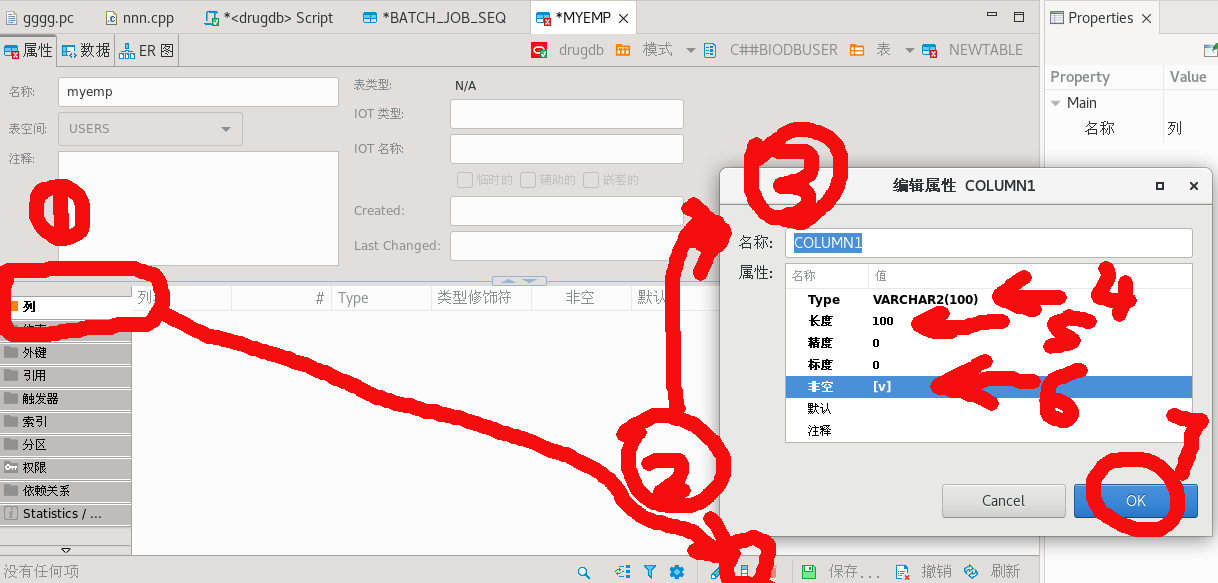 gggg.pc nnn.cpp *<drugdb> Script *BATCH_JOB_SEQ *MYEMP Properties
属性 数据 ER 图 drugdb 模式 C##BIODBUSER 表 NEWTABLE
Property Value
Main
名称 列
名称: myemp
表空间: USERS
注释:
表类型: N/A
IOT 类型:
IOT 名称:
临时的 辅助的 嵌套的
Created:
Last Changed:
1
2
3
列 # Type 类型修饰符 非空 默认
列
外键
引用
触发器
索引
分区
权限
依赖关系
Statistics / ...
编辑属性 COLUMN1
名称: COLUMN1
属性: 名称 值
Type VARCHAR2(100) 4
长度 100 5
精度 0
标度 0
非空 [v] 6
默认
注释
7
Cancel OK
没有任何项 保存... 撤销 刷新